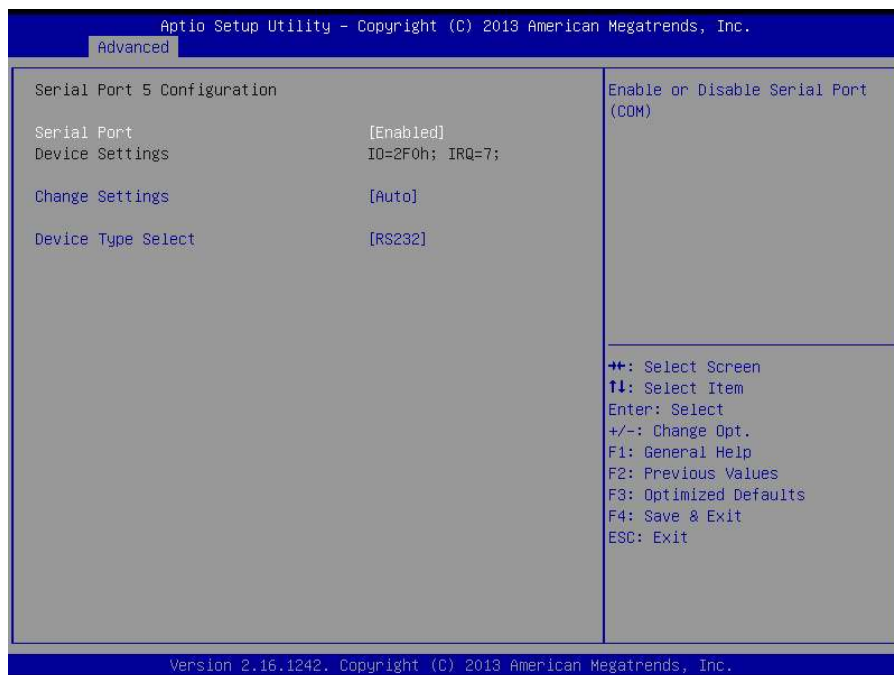 Aptio Setup Utility – Copyright (C) 2013 American Megatrends, Inc.
Advanced
Serial Port 5 Configuration
Serial Port [Enabled]
Device Settings IO=2F0h; IRQ=7;
Change Settings [Auto]
Device Type Select [RS232]
Enable or Disable Serial Port
(COM)
→←: Select Screen
↑↓: Select Item
Enter: Select
+/-: Change Opt.
F1: General Help
F2: Previous Values
F3: Optimized Defaults
F4: Save & Exit
ESC: Exit
Version 2.16.1242. Copyright (C) 2013 American Megatrends, Inc.